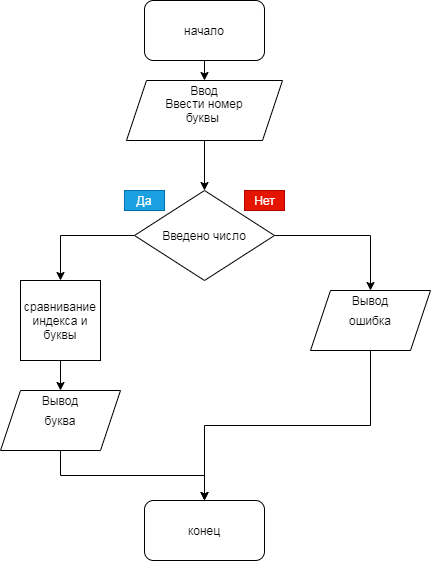 начало
Ввод
Ввести номер
буквы
Да
Нет
Введено число
сравнивание
индекса и
буквы
Вывод
ошибка
Вывод
буква
конец